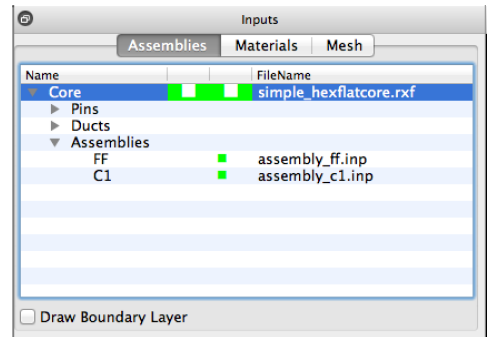 Inputs
Assemblies Materials Mesh
Name FileName
Core simple_hexflatcore.rxf
Pins
Ducts
Assemblies
FF assembly_ff.inp
C1 assembly_c1.inp
Draw Boundary Layer